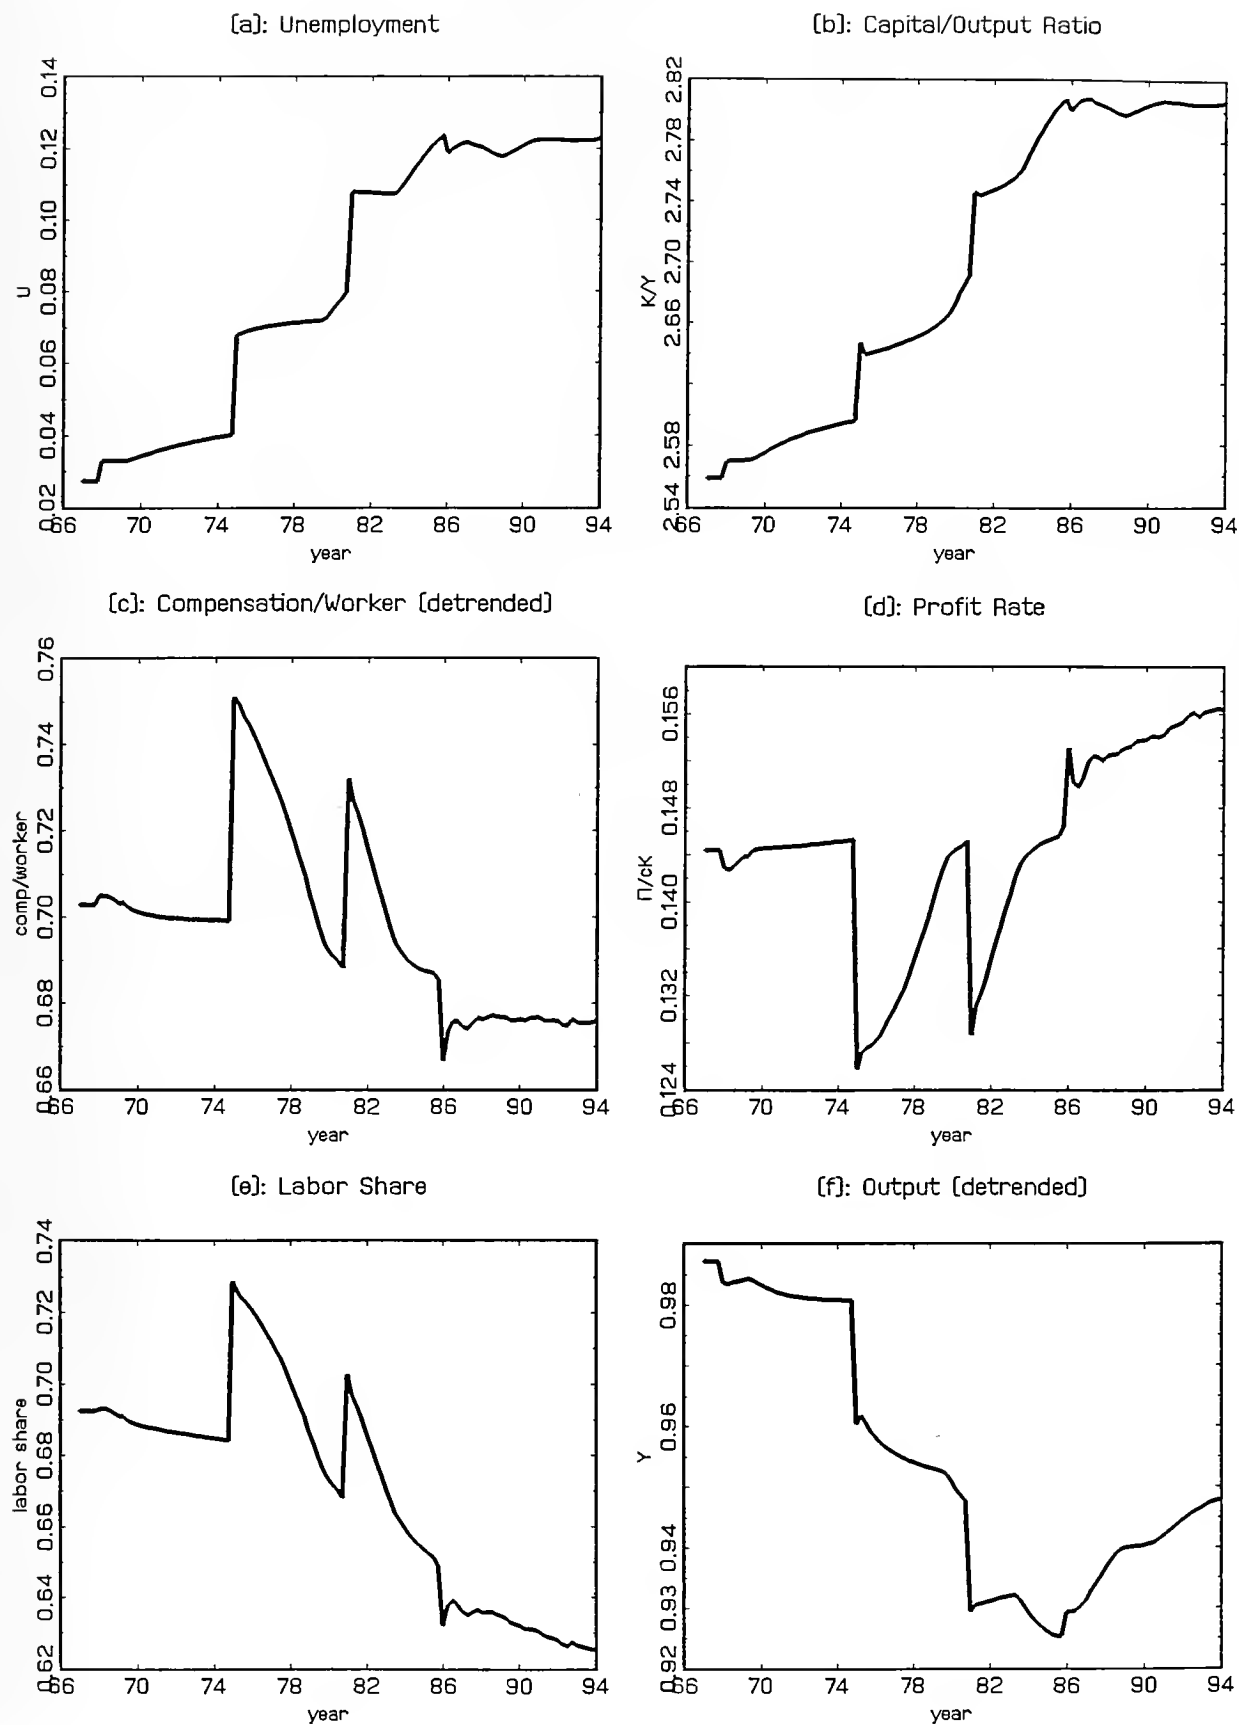 (a): Unemployment
U
0.02 0.04 0.06 0.08 0.10 0.12 0.14
66 70 74 78 82 86 90 94
year
(b): Capital/Output Ratio
K/Y
2.54 2.58 2.66 2.70 2.74 2.78 2.82
66 70 74 78 82 86 90 94
year
(c): Compensation/Worker (detrended)
comp/worker
0.66 0.68 0.70 0.72 0.74 0.76
66 70 74 78 82 86 90 94
year
(d): Profit Rate
Π/cK
0.124 0.132 0.140 0.148 0.156
66 70 74 78 82 86 90 94
year
(e): Labor Share
labor share
0.62 0.64 0.66 0.68 0.70 0.72 0.74
66 70 74 78 82 86 90 94
year
(f): Output (detrended)
Y
0.92 0.93 0.94 0.96 0.98
66 70 74 78 82 86 90 94
year